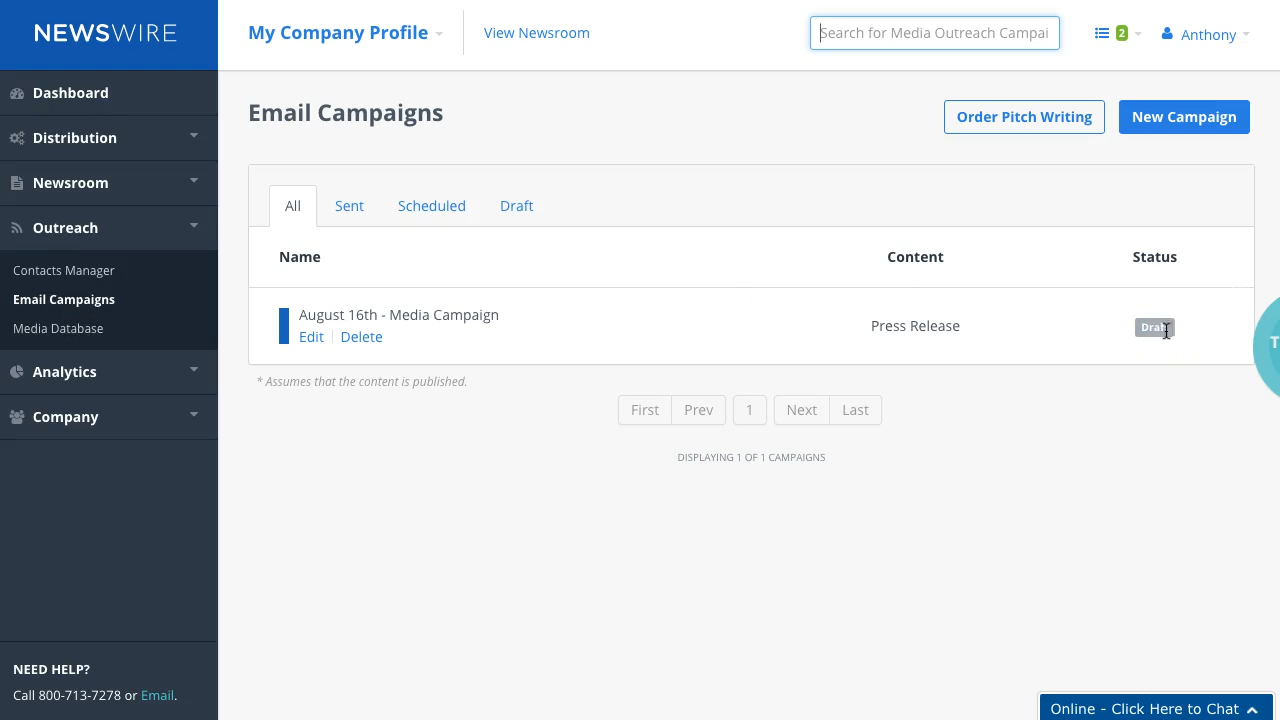 NEWSWIRE
My Company Profile
View Newsroom
Search for Media Outreach Campai
2
Anthony
Dashboard
Distribution
Newsroom
Outreach
Contacts Manager
Email Campaigns
Media Database
Analytics
Company
NEED HELP?
Call 800-713-7278 or Email.
Email Campaigns
Order Pitch Writing
New Campaign
All
Sent
Scheduled
Draft
Name
Content
Status
August 16th - Media Campaign
Edit
Delete
Press Release
Draft
* Assumes that the content is published.
First
Prev
1
Next
Last
DISPLAYING 1 OF 1 CAMPAIGNS
T
Online - Click Here to Chat